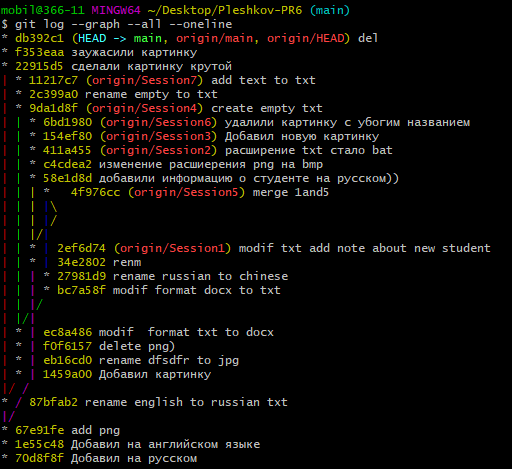 mobil@366-11 MINGW64 ~/Desktop/Pleshkov-PR6 (main)
$ git log --graph --all --oneline
* db392c1 (HEAD -> main, origin/main, origin/HEAD) del
* f353eaa заужасили картинку
* 22915d5 сделали картинку крутой
| * 11217c7 (origin/Session7) add text to txt
| * 2c399a0 rename empty to txt
| * 9da1d8f (origin/Session4) create empty txt
| | * 6bd1980 (origin/Session6) удалили картинку с убогим названием
| | * 154ef80 (origin/Session3) Добавил новую картинку
| | * 411a455 (origin/Session2) расширение txt стало bat
| | * c4cdea2 изменение расшиерения png на bmp
| | * 58e1d8d добавили информацию о студенте на русском))
| | | *   4f976cc (origin/Session5) merge 1and5
| | | |\
| | | |/
| | |/|
| | * | 2ef6d74 (origin/Session1) modif txt add note about new student
| | * | 34e2802 renm
| | | * 27981d9 rename russian to chinese
| | | * bc7a58f modif format docx to txt
| | |/
| |/|
| * | ec8a486 modif  format txt to docx
| * | f0f6157 delete png)
| * | eb16cd0 rename dfsdfr to jpg
| * | 1459a00 Добавил картинку
|/ /
* / 87bfab2 rename english to russian txt
|/
* 67e91fe add png
* 1e55c48 Добавил на английском языке
* 70d8f8f Добавил на русском